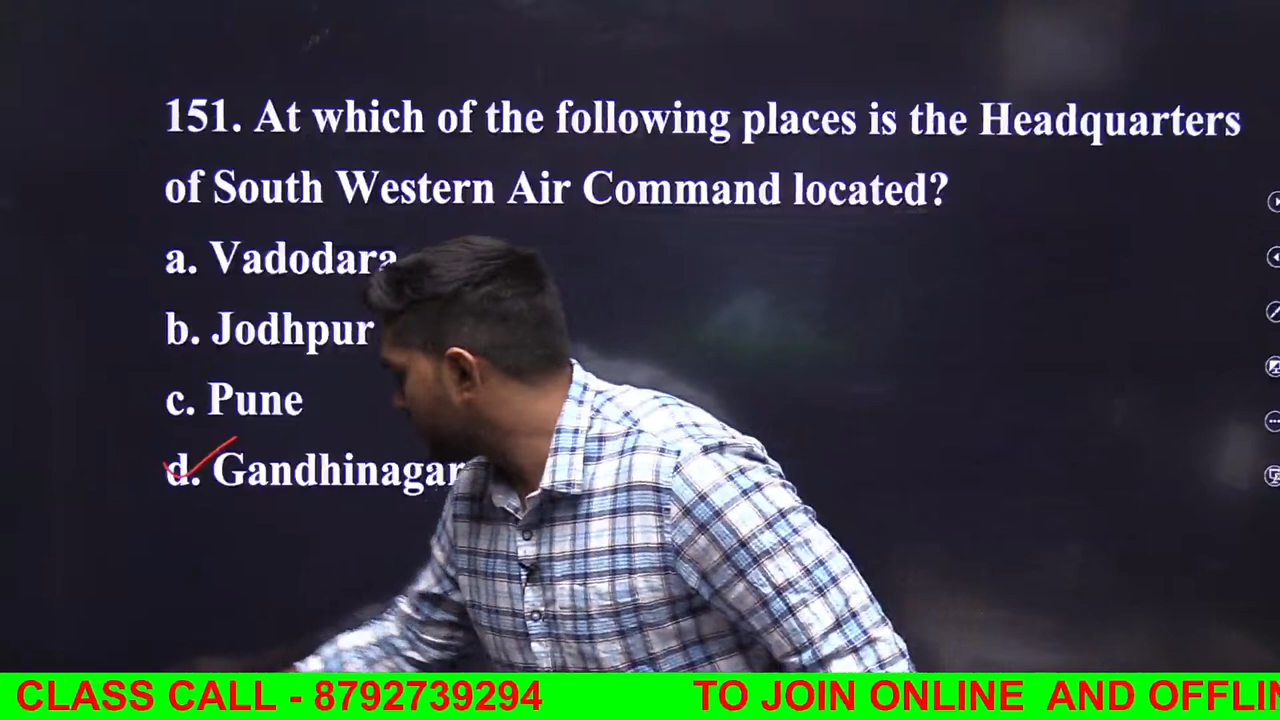 151. At which of the following places is the Headquarters
of South Western Air Command located?
a. Vadodara
b. Jodhpur
c. Pune
d. Gandhinagar
CLASS CALL - 8792739294 TO JOIN ONLINE AND